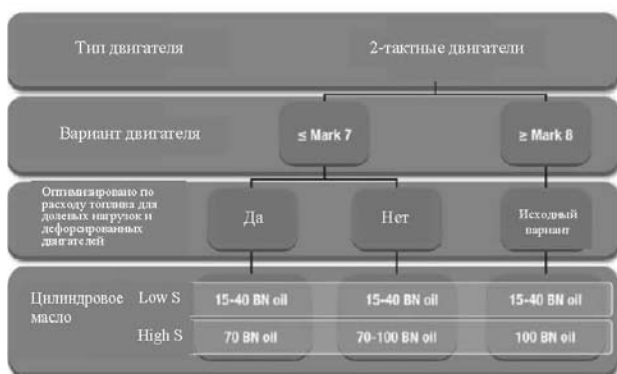 Тип двигателя 2-тактные двигатели
Вариант двигателя ≤ Mark 7 ≥ Mark 8
Оптимизировано по
расходу топлива для
долевых нагрузок и
дефорсированных
двигателей
Да Нет Исходный
вариант
Цилиндровое
масло
Low S 15-40 BN oil 15-40 BN oil 15-40 BN oil
High S 70 BN oil 70-100 BN oil 100 BN oil